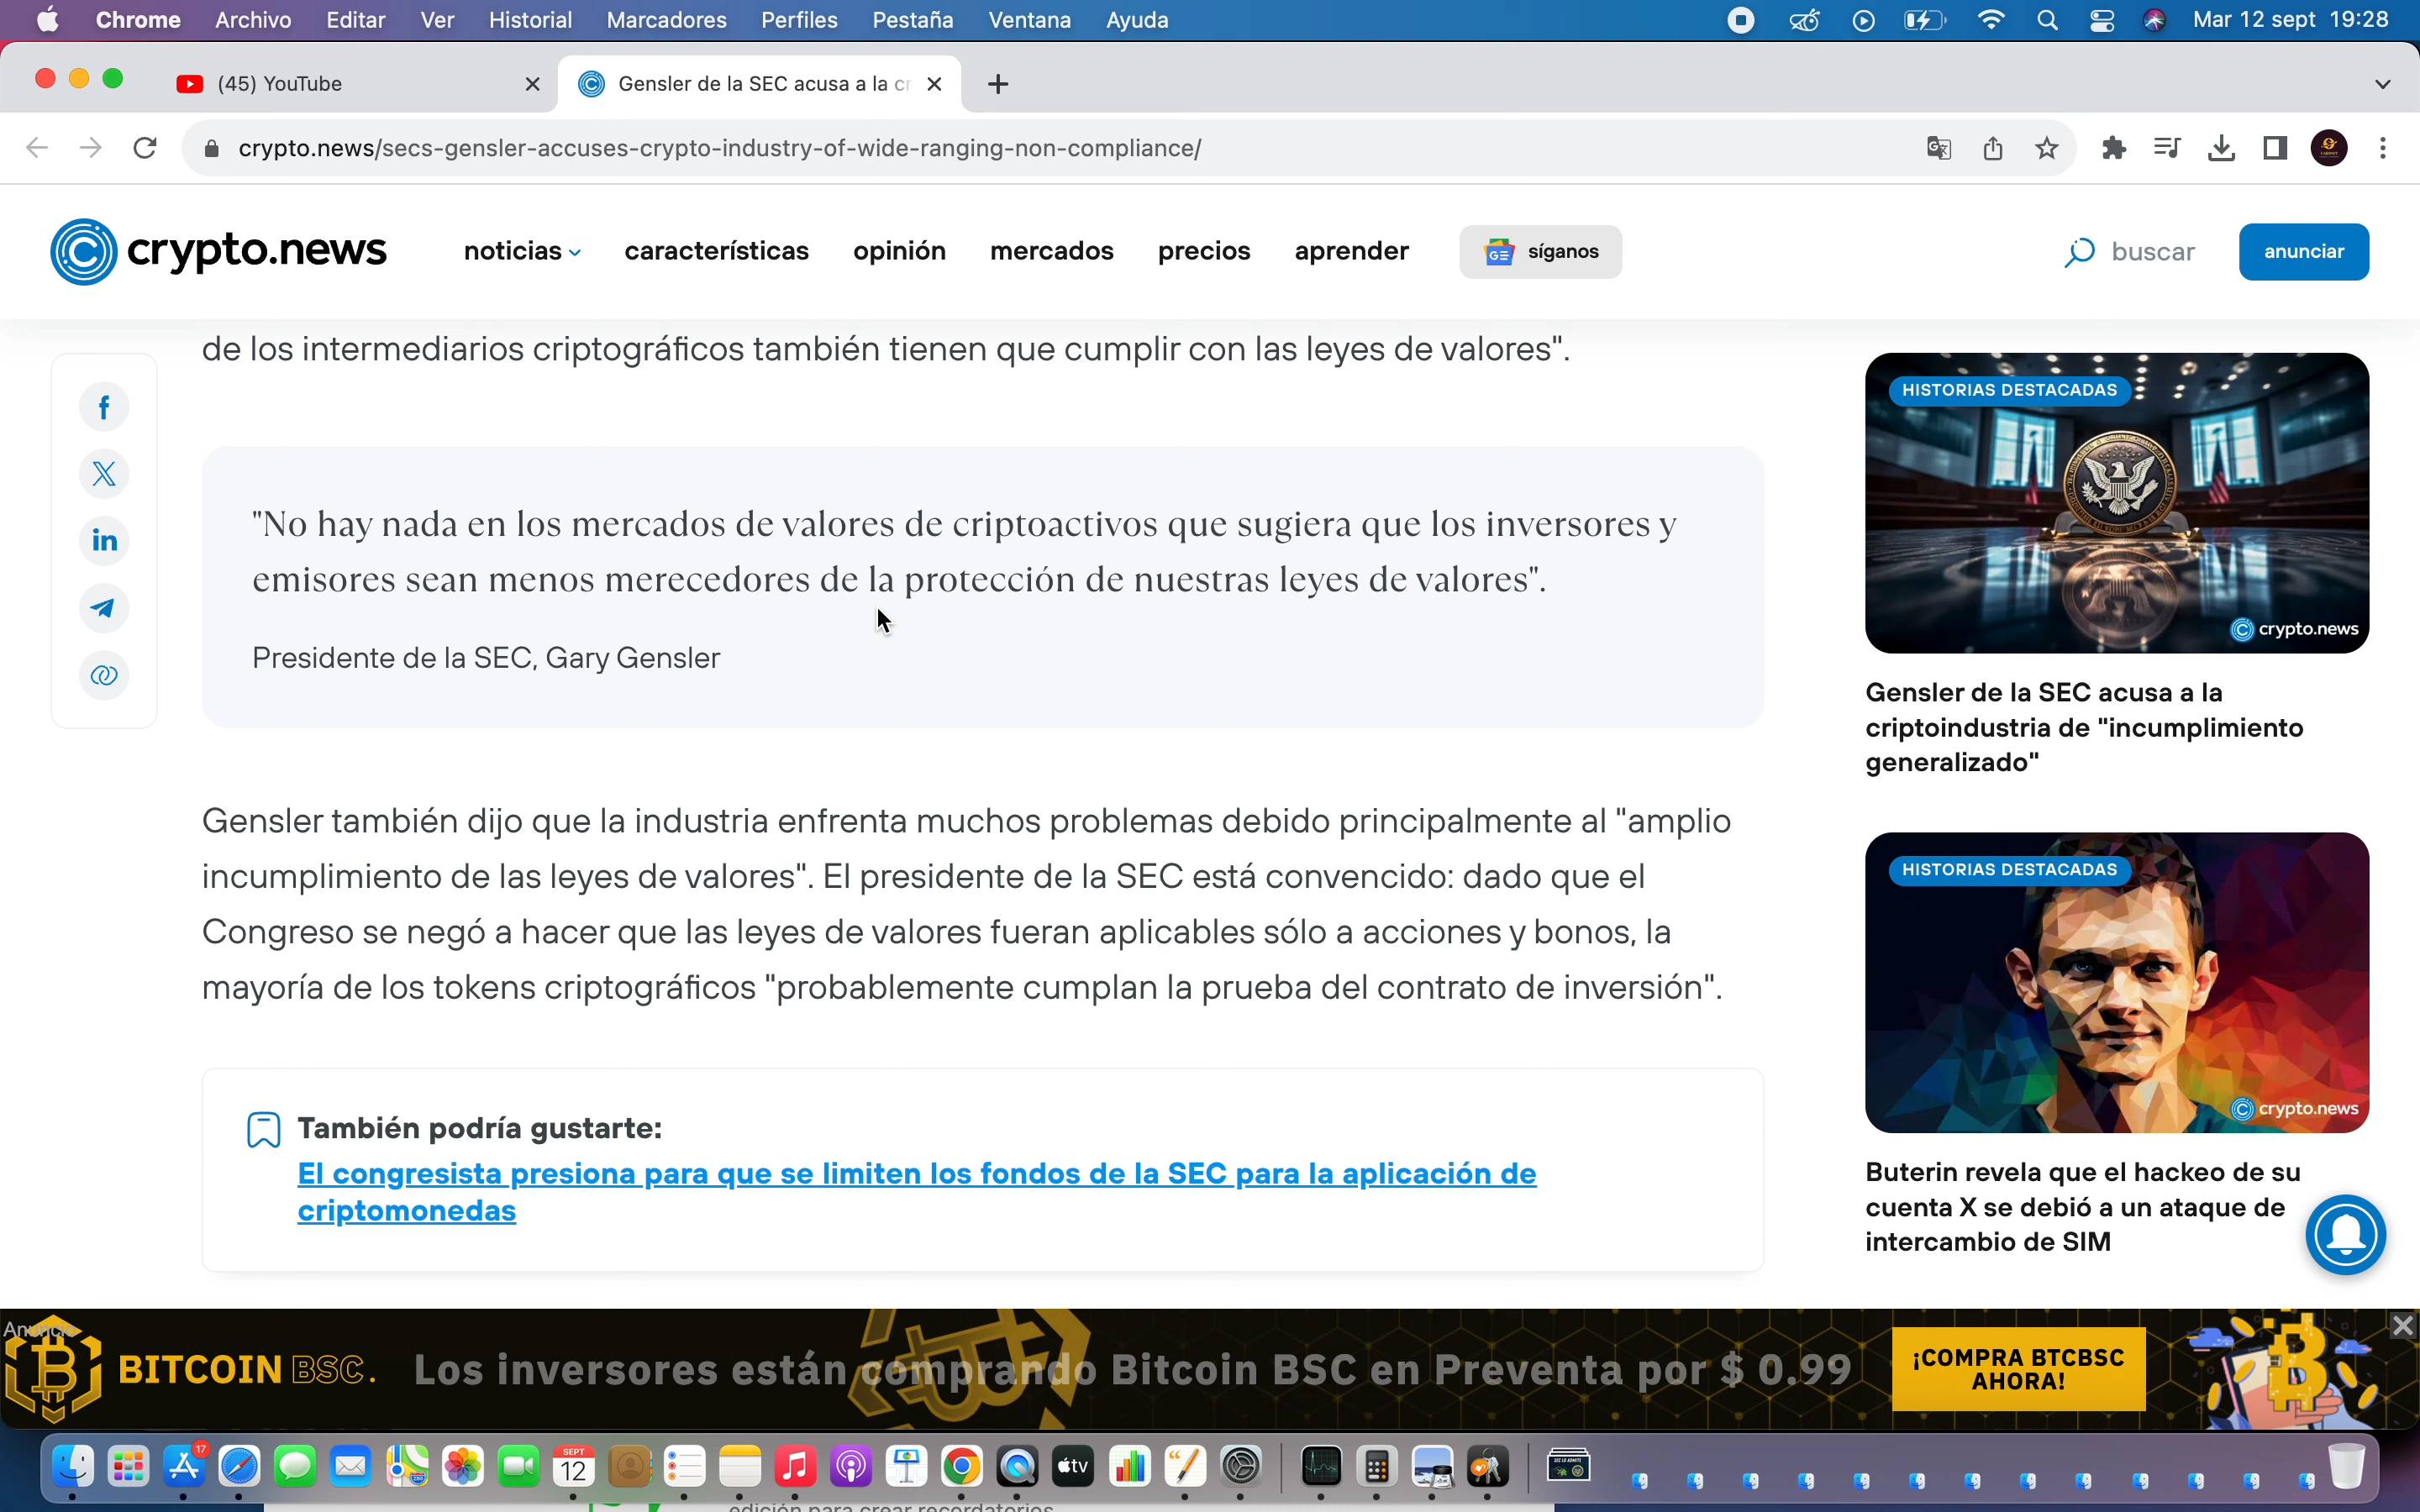 Chrome Archivo Editar Ver Historial Marcadores Perfiles Pestaña Ventana Ayuda Mar 12 sept 19:28
(45) YouTube
Gensler de la SEC acusa a la cr
crypto.news/secs-gensler-accuses-crypto-industry-of-wide-ranging-non-compliance/
crypto.news noticias características opinión mercados precios aprender síganos buscar anunciar
de los intermediarios criptográficos también tienen que cumplir con las leyes de valores".
"No hay nada en los mercados de valores de criptoactivos que sugiera que los inversores y
emisores sean menos merecedores de la protección de nuestras leyes de valores".
Presidente de la SEC, Gary Gensler
Gensler también dijo que la industria enfrenta muchos problemas debido principalmente al "amplio
incumplimiento de las leyes de valores". El presidente de la SEC está convencido: dado que el
Congreso se negó a hacer que las leyes de valores fueran aplicables sólo a acciones y bonos, la
mayoría de los tokens criptográficos "probablemente cumplan la prueba del contrato de inversión".
También podría gustarte:
El congresista presiona para que se limiten los fondos de la SEC para la aplicación de
criptomonedas
HISTORIAS DESTACADAS
crypto.news
Gensler de la SEC acusa a la
criptoindustria de "incumplimiento
generalizado"
HISTORIAS DESTACADAS
crypto.news
Buterin revela que el hackeo de su
cuenta X se debió a un ataque de
intercambio de SIM
Anuncio
BITCOIN BSC. Los inversores están comprando Bitcoin BSC en Preventa por $ 0.99
¡COMPRA BTCBSC
AHORA!
17
SEPT
12
tv
edición para crear recordatorios